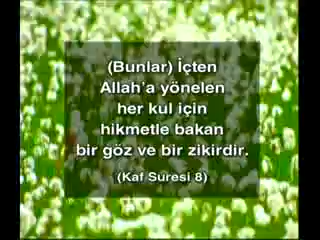 (Bunlar) İçten
Allah'a yönelen
her kul için
hikmetle bakan
bir göz ve bir zikirdir.
(Kaf Suresi 8)